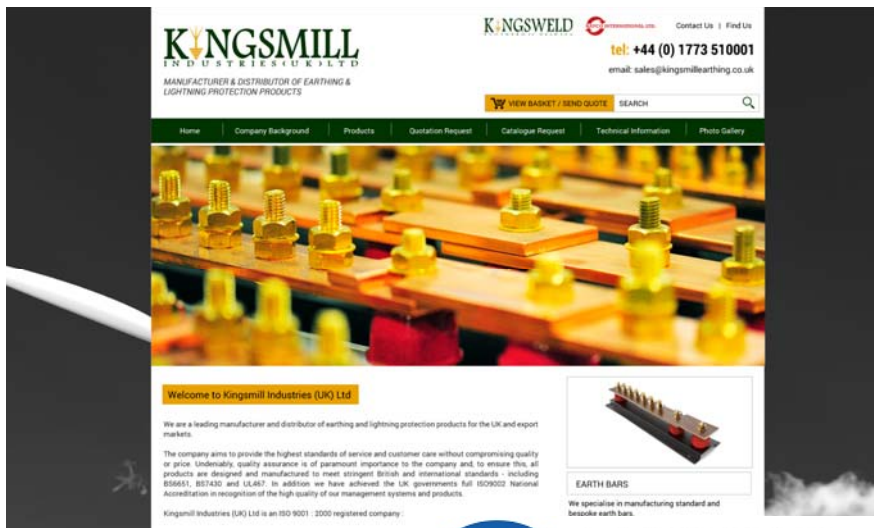 KINGSMILL
INDUSTRIES (UK) LTD
MANUFACTURER & DISTRIBUTOR OF EARTHING &
LIGHTNING PROTECTION PRODUCTS
KINGSWELD
INTERNATIONAL LTD.
Contact Us | Find Us
tel: +44 (0) 1773 510001
email: sales@kingsmillearthing.co.uk
VIEW BASKET / SEND QUOTE
SEARCH
Home
Company Background
Products
Quotation Request
Catalogue Request
Technical Information
Photo Gallery
Welcome to Kingsmill Industries (UK) Ltd
We are a leading manufacturer and distributor of earthing and lightning protection products for the UK and export
markets.
The company aims to provide the highest standards of service and customer care without compromising quality
or price. Undeniably, quality assurance is of paramount importance to the company and, to ensure this, all
products are designed and manufactured to meet stringent British and international standards - including
BS6651, BS7430 and UL467. In addition we have achieved the UK governments full ISO9002 National
Accreditation in recognition of the high quality of our management systems and products.
Kingsmill Industries (UK) Ltd is an ISO 9001 : 2000 registered company :
EARTH BARS
We specialise in manufacturing standard and
bespoke earth bars.